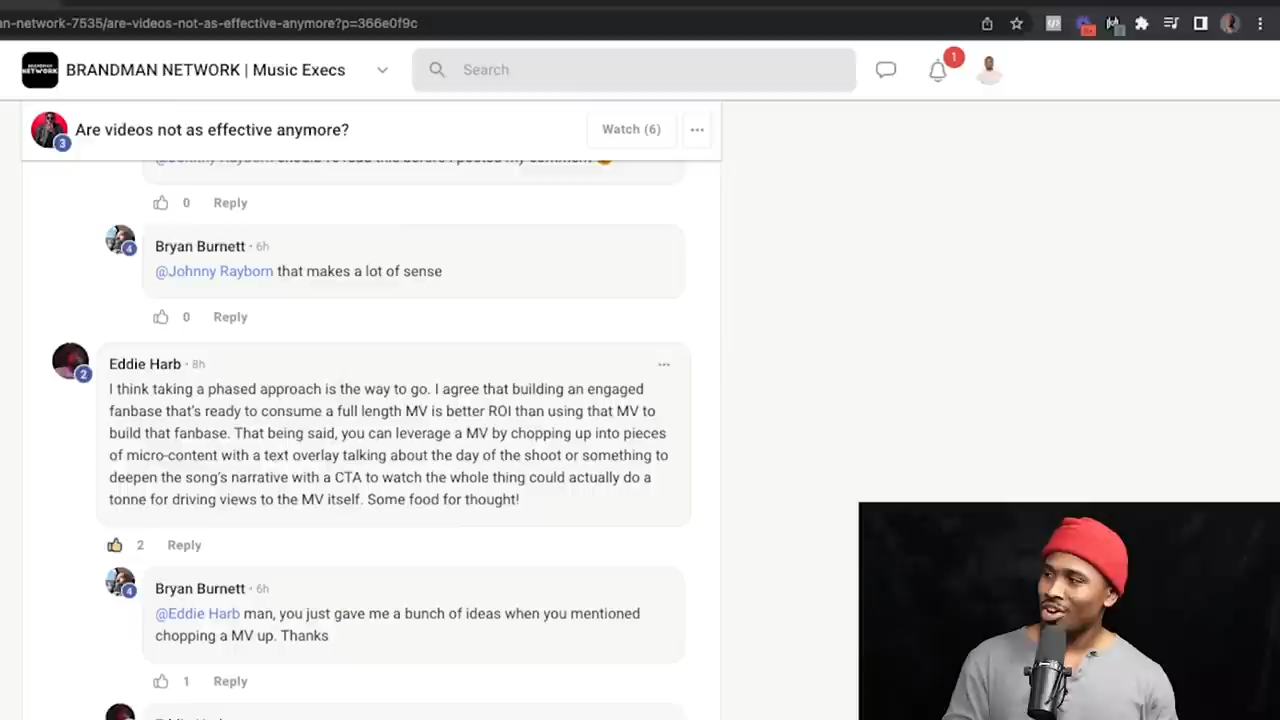 an-network-7535/are-videos-not-as-effective-anymore?p=366e0f9c
BRANDMAN NETWORK | Music Execs
Search
1
Are videos not as effective anymore?
3
Watch (6)
0 Reply
Bryan Burnett · 6h
4
@Johnny Rayborn that makes a lot of sense
0 Reply
Eddie Harb · 8h
2
I think taking a phased approach is the way to go. I agree that building an engaged
fanbase that's ready to consume a full length MV is better ROI than using that MV to
build that fanbase. That being said, you can leverage a MV by chopping up into pieces
of micro-content with a text overlay talking about the day of the shoot or something to
deepen the song's narrative with a CTA to watch the whole thing could actually do a
tonne for driving views to the MV itself. Some food for thought!
2 Reply
Bryan Burnett · 6h
4
@Eddie Harb man, you just gave me a bunch of ideas when you mentioned
chopping a MV up. Thanks
1 Reply